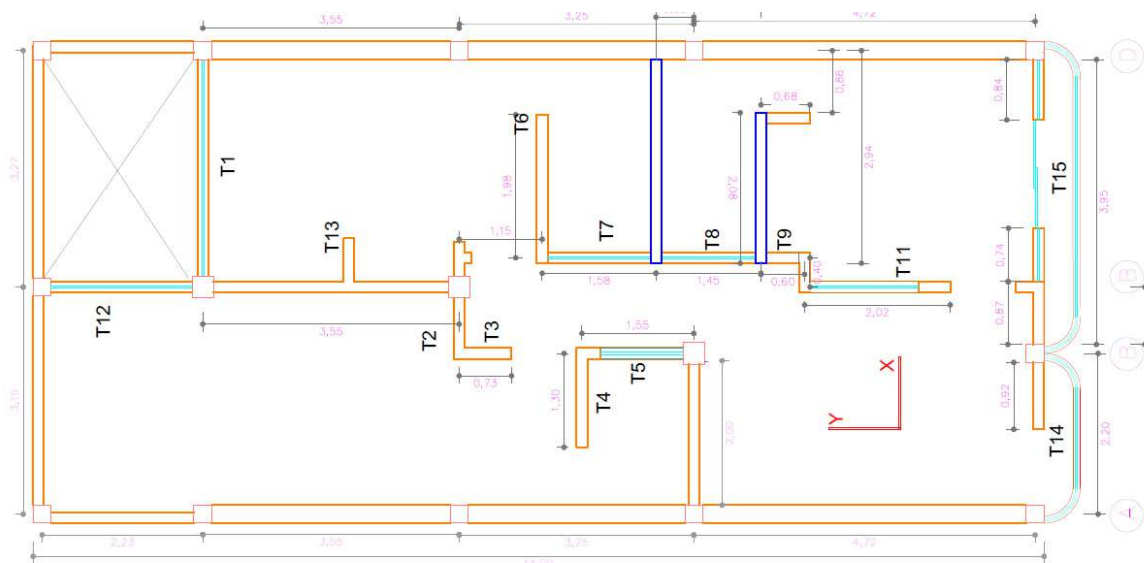 3,55
3,25
4,72
D
0,86
0,84
0,68
T6
T1
3,27
1,98
2,08
2,94
T15
3,95
T13
1,15
T7
T8
T9
0,74
0,40
T11
B
1,58
1,45
0,60
T12
3,55
2,02
0,87
T2
T3
1,55
B
X
0,73
1,30
T5
T4
Y
0,92
3,16
2,00
T14
2,20
A
2,23
3,55
3,25
4,72